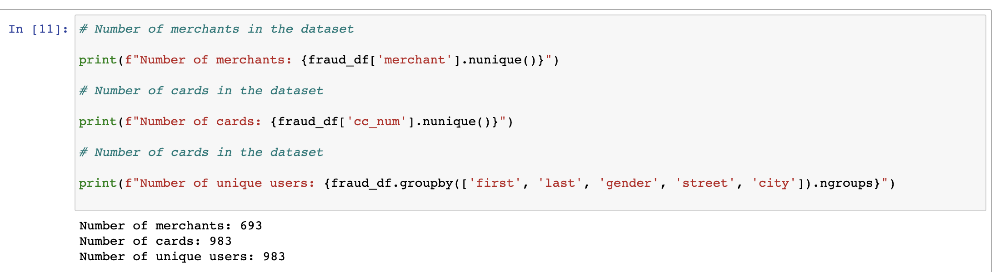 In [11]: # Number of merchants in the dataset
print(f"Number of merchants: {fraud_df['merchant'].nunique()}")
# Number of cards in the dataset
print(f"Number of cards: {fraud_df['cc_num'].nunique()}")
# Number of cards in the dataset
print(f"Number of unique users: {fraud_df.groupby(['first', 'last', 'gender', 'street', 'city']).ngroups}")
Number of merchants: 693
Number of cards: 983
Number of unique users: 983